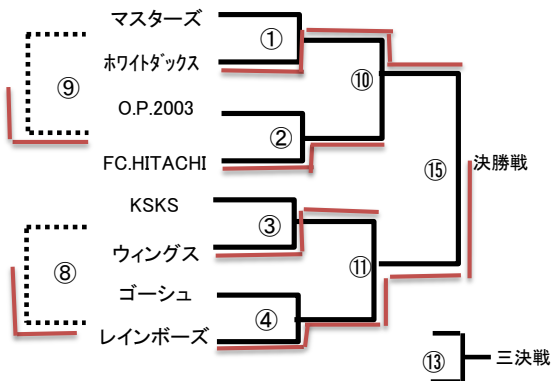 マスターズ
①
ホワイトダックス
⑨
⑩
O.P.2003
②
FC.HITACHI
⑮
決勝戦
KSKS
③
ウィングス
⑧
⑪
ゴーシュ
④
レインボーズ
⑬
三決戦